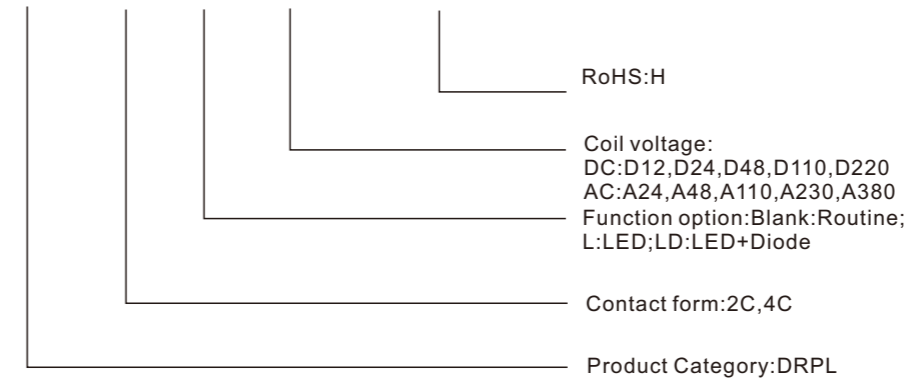 RoHS:H
Coil voltage:
DC:D12,D24,D48,D110,D220
AC:A24,A48,A110,A230,A380
Function option:Blank:Routine;
L:LED;LD:LED+Diode
Contact form:2C,4C
Product Category:DRPL